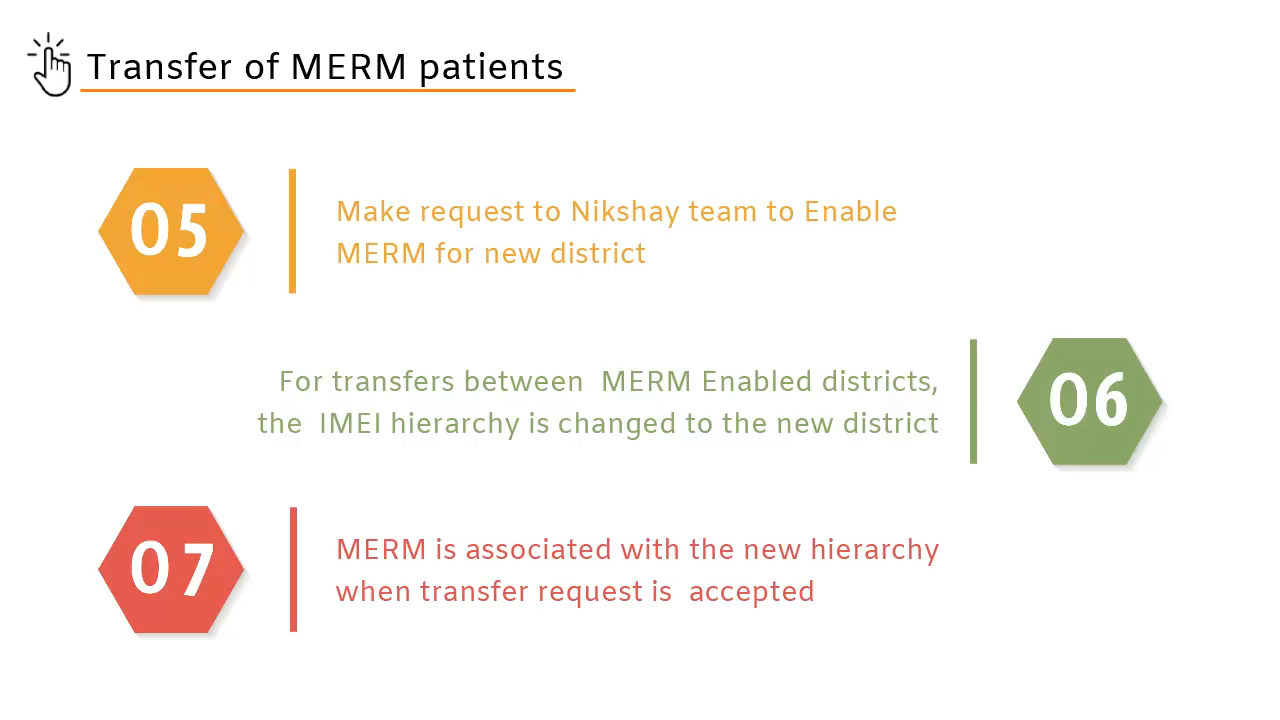 Transfer of MERM patients
05
Make request to Nikshay team to Enable
MERM for new district
For transfers between MERM Enabled districts,
the IMEI hierarchy is changed to the new district
06
07
MERM is associated with the new hierarchy
when transfer request is accepted